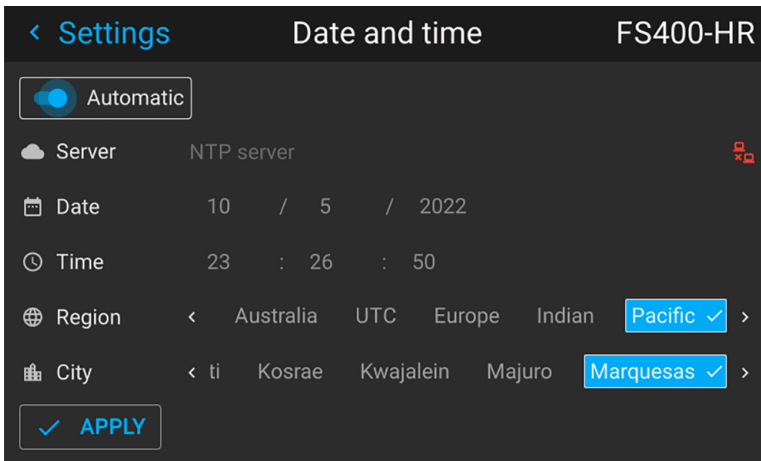 Settings Date and time FS400-HR
Automatic
Server NTP server
Date 10 / 5 / 2022
Time 23 : 26 : 50
Region Australia UTC Europe Indian Pacific
City ti Kosrae Kwajalein Majuro Marquesas
APPLY